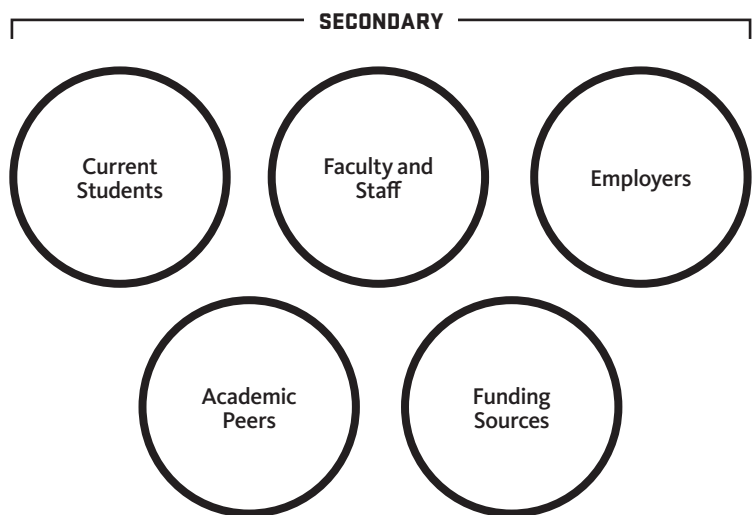 SECONDARY
Current
Students
Faculty and
Staff
Employers
Academic
Peers
Funding
Sources